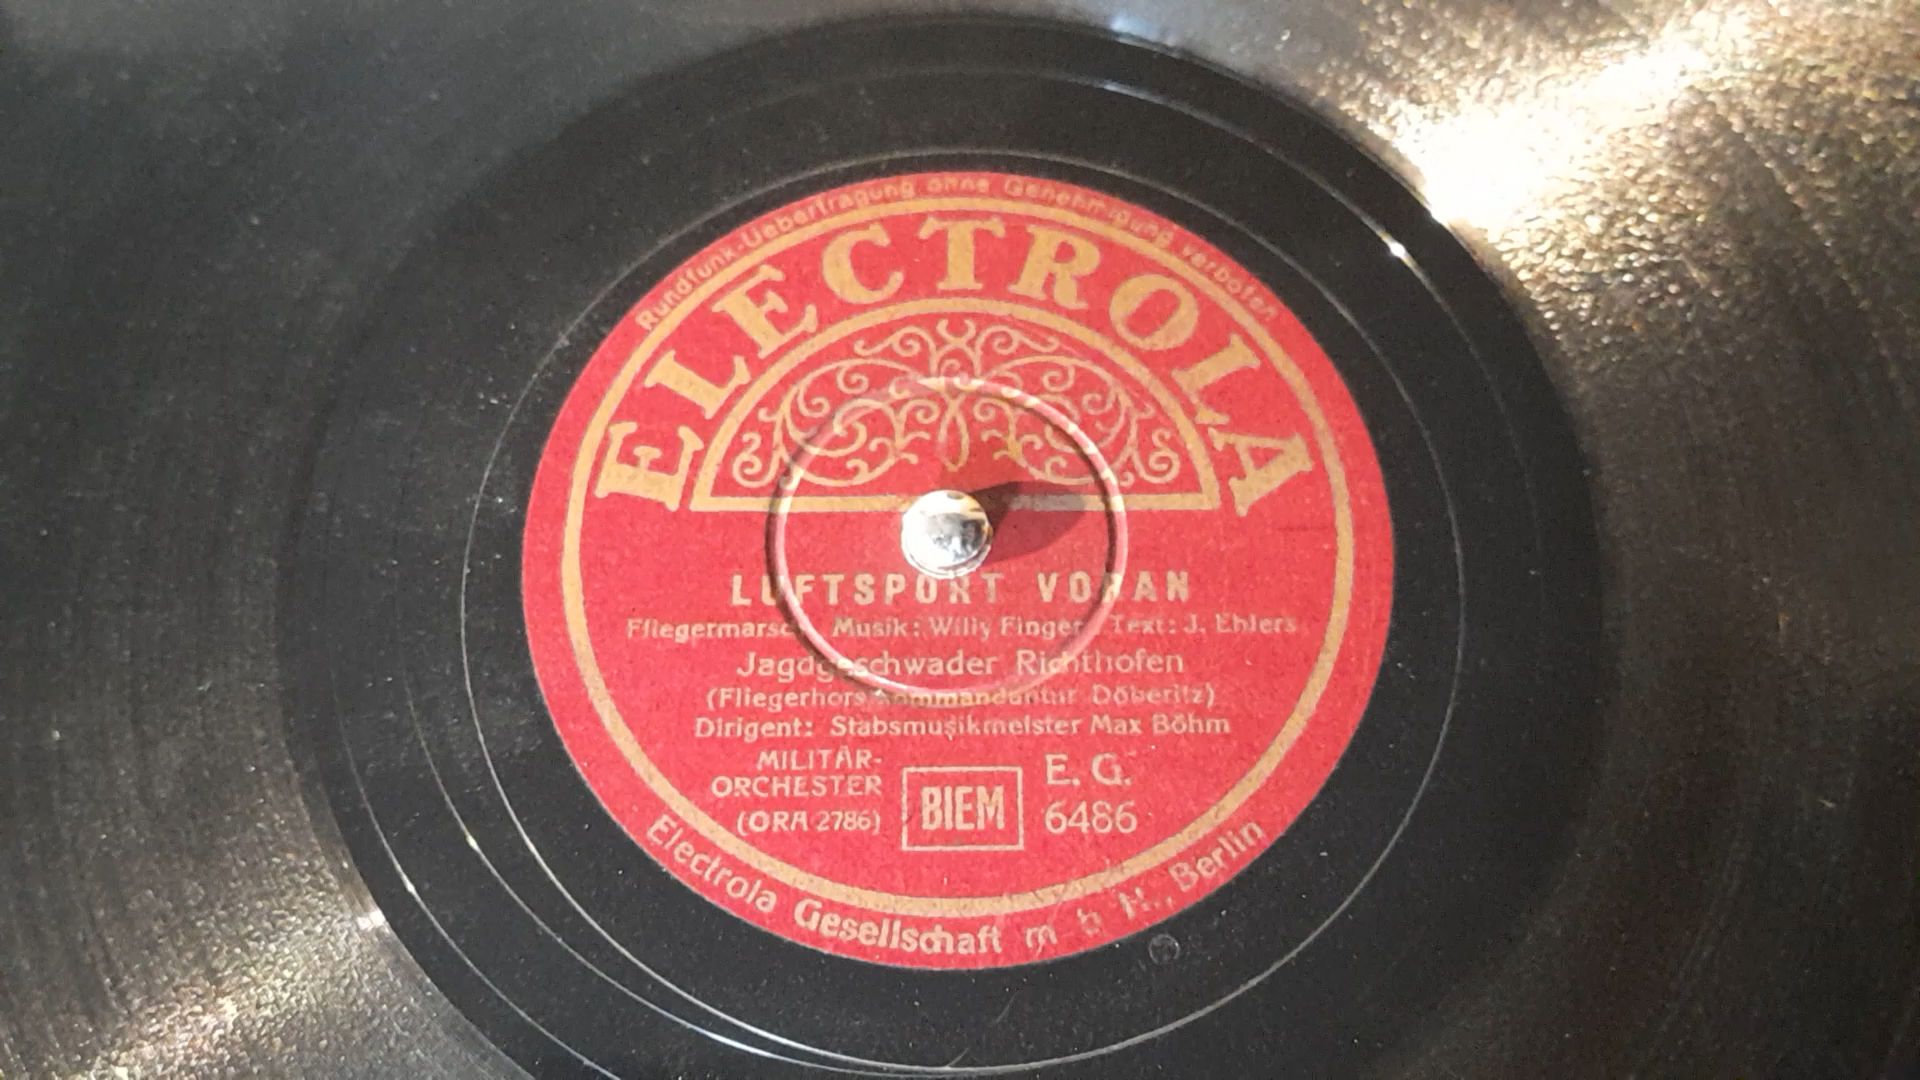 Rundfunk-Uebertragung ohne Genehmigung verboten
ELECTROLA
LUFTSPORT VORAN
Fliegermarsch Musik: Willy Finger Text: J. Ehlers
Jagdgeschwader Richthofen
(Fliegerhorstkommandantur Döberitz)
Dirigent: Stabsmusikmeister Max Böhm
MILITÄR-
ORCHESTER
(ORA 2786)
BIEM
E. G.
6486
Electrola Gesellschaft m b H., Berlin